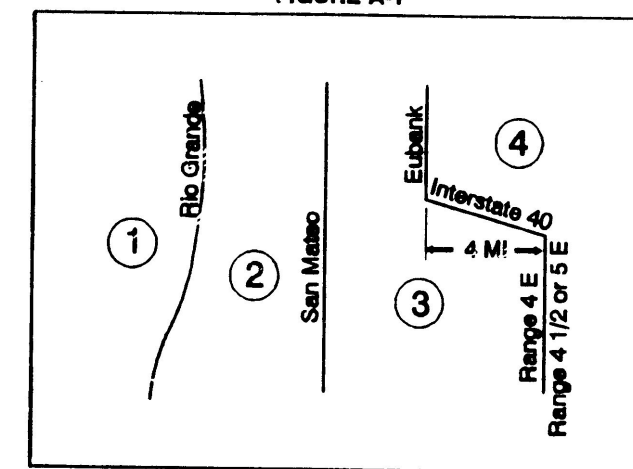 Rio Grande
Eubank
4
Interstate 40
1
San Mateo
4 MI
2
3
Range 4 E
Range 4 1/2 or 5 E